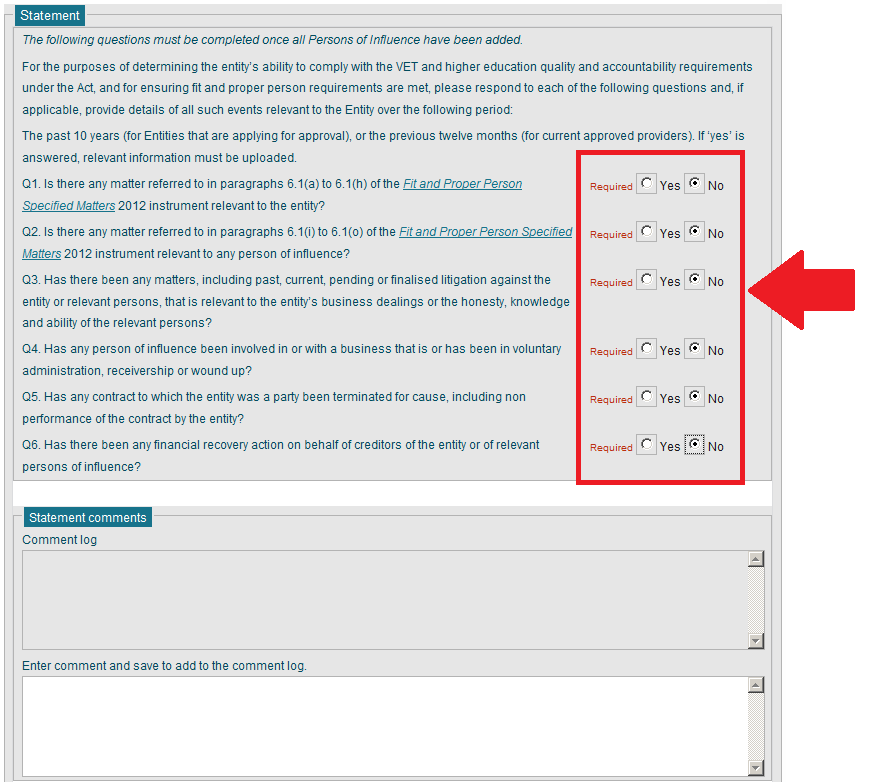 Statement
The following questions must be completed once all Persons of Influence have been added.
For the purposes of determining the entity's ability to comply with the VET and higher education quality and accountability requirements
under the Act, and for ensuring fit and proper person requirements are met, please respond to each of the following questions and, if
applicable, provide details of all such events relevant to the Entity over the following period:
The past 10 years (for Entities that are applying for approval), or the previous twelve months (for current approved providers). If 'yes' is
answered, relevant information must be uploaded.
Q1. Is there any matter referred to in paragraphs 6.1(a) to 6.1(h) of the Fit and Proper Person
Required Yes No
Specified Matters 2012 instrument relevant to the entity?
Q2. Is there any matter referred to in paragraphs 6.1(i) to 6.1(o) of the Fit and Proper Person Specified
Required Yes No
Matters 2012 instrument relevant to any person of influence?
Q3. Has there been any matters, including past, current, pending or finalised litigation against the
Required Yes No
entity or relevant persons, that is relevant to the entity's business dealings or the honesty, knowledge
and ability of the relevant persons?
Q4. Has any person of influence been involved in or with a business that is or has been in voluntary
Required Yes No
administration, receivership or wound up?
Q5. Has any contract to which the entity was a party been terminated for cause, including non
Required Yes No
performance of the contract by the entity?
Q6. Has there been any financial recovery action on behalf of creditors of the entity or of relevant
Required Yes No
persons of influence?
Statement comments
Comment log
Enter comment and save to add to the comment log.